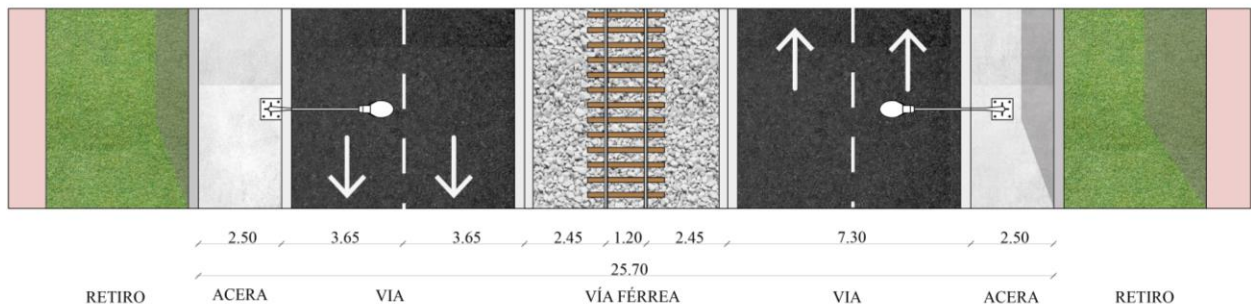 2.50 3.65 3.65 2.45 1.20 2.45 7.30 2.50
25.70
RETIRO ACERA VIA VÍA FÉRREA VIA ACERA RETIRO